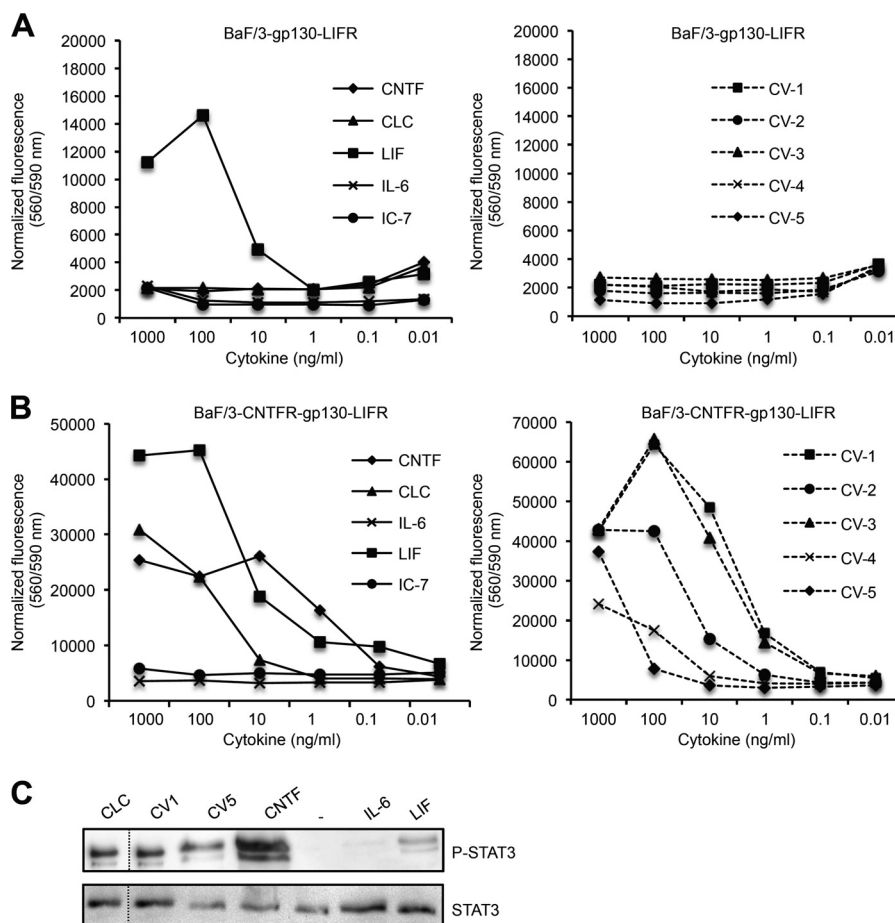 A
BaF/3-gp130-LIFR
Normalized fluorescence
(560/590 nm)
20000
18000
16000
14000
12000
10000
8000
6000
4000
2000
0
CNTF
CLC
LIF
IL-6
IC-7
1000 100 10 1 0.1 0.01
Cytokine (ng/ml)
BaF/3-gp130-LIFR
Normalized fluorescence
(560/590 nm)
20000
18000
16000
14000
12000
10000
8000
6000
4000
2000
0
CV-1
CV-2
CV-3
CV-4
CV-5
1000 100 10 1 0.1 0.01
Cytokine (ng/ml)
B
BaF/3-CNTFR-gp130-LIFR
Normalized fluorescence
(560/590 nm)
50000
40000
30000
20000
10000
0
CNTF
CLC
IL-6
LIF
IC-7
1000 100 10 1 0.1 0.01
Cytokine (ng/ml)
BaF/3-CNTFR-gp130-LIFR
Normalized fluorescence
(560/590 nm)
70000
60000
50000
40000
30000
20000
10000
0
CV-1
CV-2
CV-3
CV-4
CV-5
1000 100 10 1 0.1 0.01
Cytokine (ng/ml)
C
CLC CV1 CV5 CNTF - IL-6 LIF
P-STAT3
STAT3